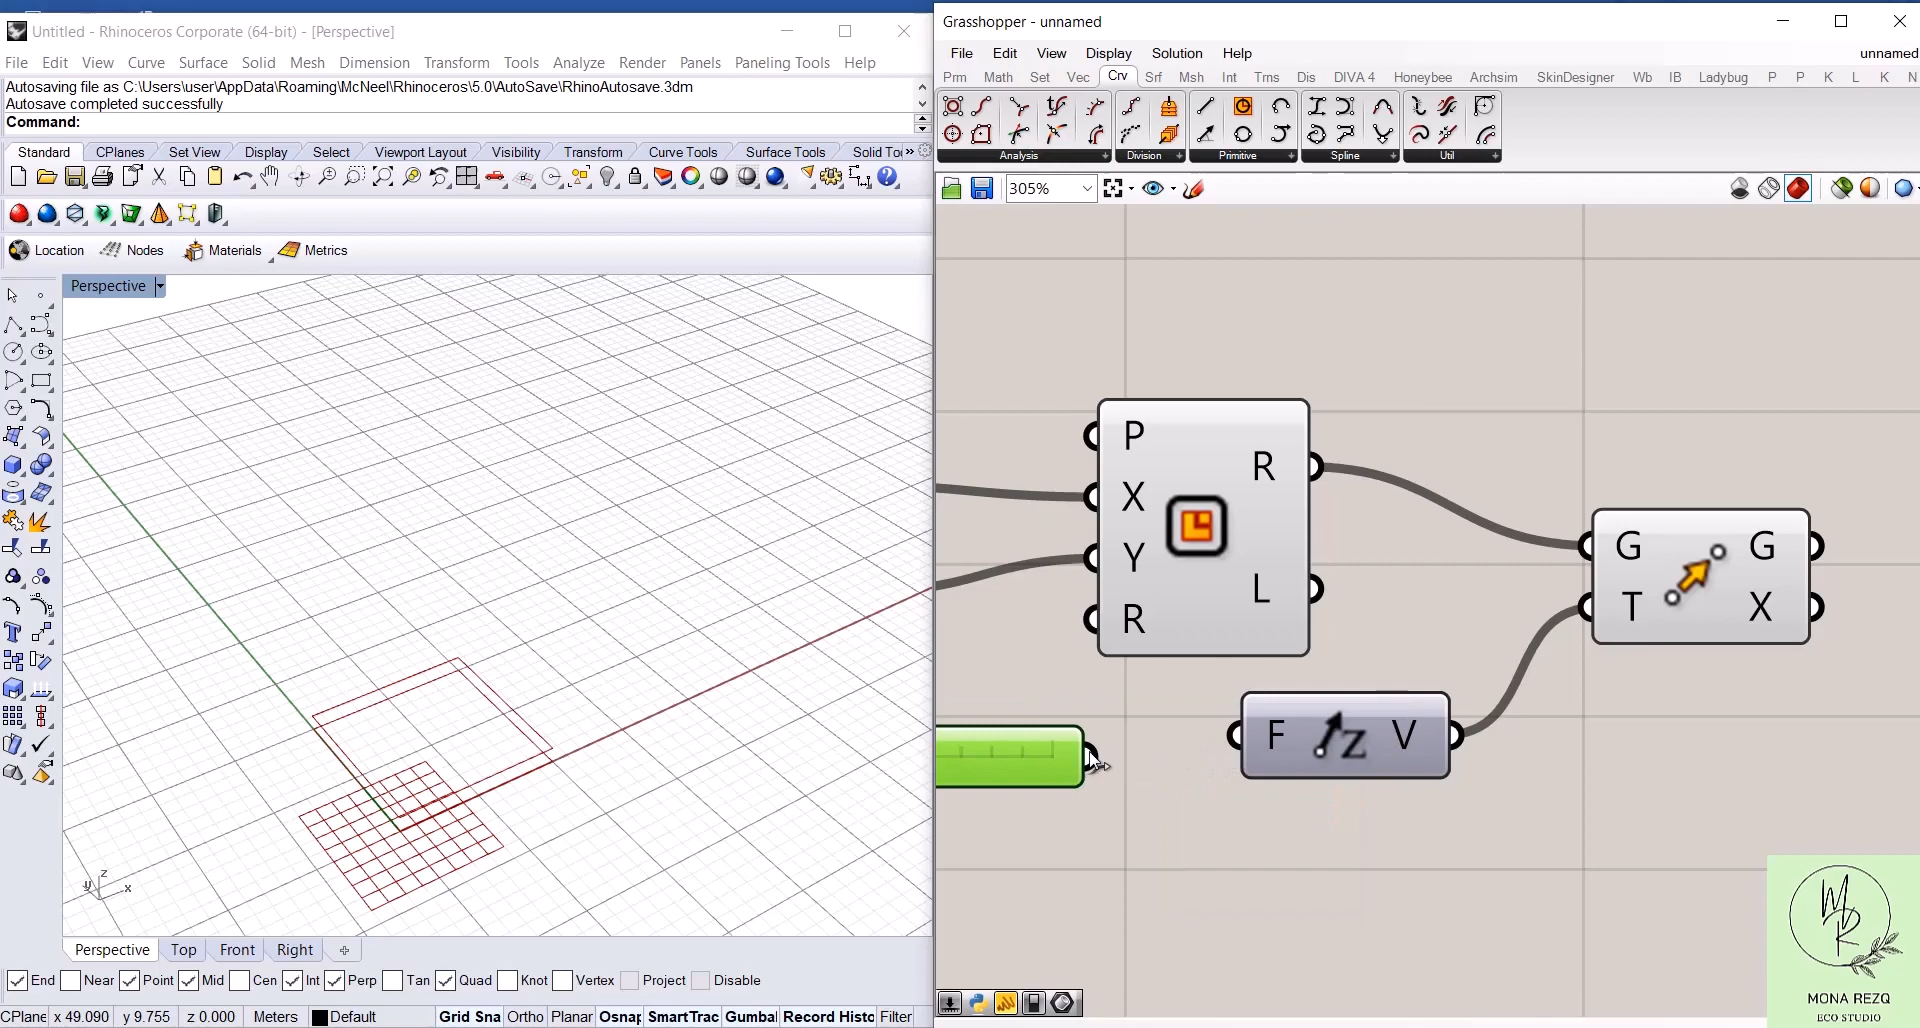 Untitled - Rhinoceros Corporate (64-bit) - [Perspective]
File Edit View Curve Surface Solid Mesh Dimension Transform Tools Analyze Render Panels Paneling Tools Help
Autosaving file as C:\Users\user\AppData\Roaming\McNeel\Rhinoceros\5.0\AutoSave\RhinoAutosave.3dm
Autosave completed successfully
Command:
Standard CPlanes Set View Display Select Viewport Layout Visibility Transform Curve Tools Surface Tools Solid To »
Location Nodes Materials Metrics
Perspective
z
y
x
Perspective Top Front Right
End Near Point Mid Cen Int Perp Tan Quad Knot Vertex Project Disable
CPlane x 49.090 y 9.755 z 0.000 Meters Default Grid Sna Ortho Planar Osnap SmartTrac Gumbal Record Histo Filter
Grasshopper - unnamed
File Edit View Display Solution Help unnamed
Prm Math Set Vec Crv Srf Msh Int Trns Dis DIVA 4 Honeybee Archsim SkinDesigner Wb IB Ladybug P P K L K N
Analysis Division Primitive Spline Util
305%
P
X
Y
R
R
L
G
T
G
X
F
Z
V
MR
MONA REZQ
ECO STUDIO